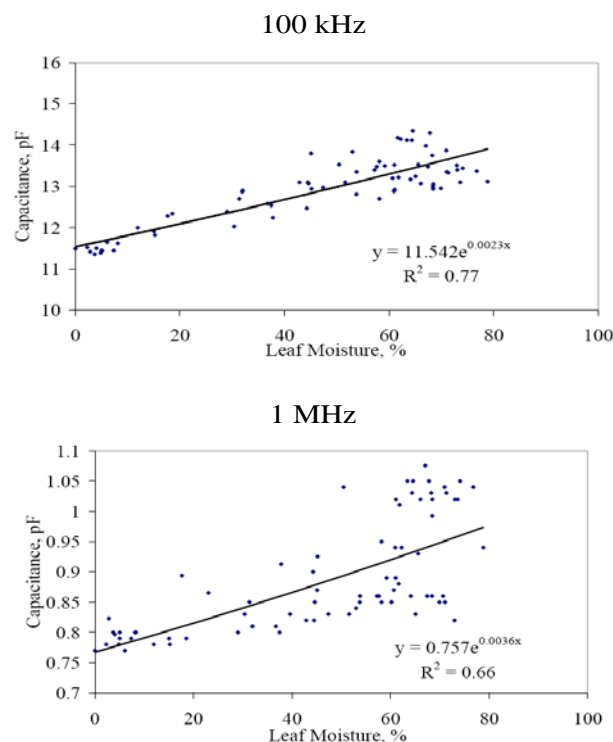 100 kHz
16
15
14
13
12
11
10
Capacitance, pF
y = 11.542e^0.0023x
R² = 0.77
0 20 40 60 80 100
Leaf Moisture, %
1 MHz
1.1
1.05
1
0.95
0.9
0.85
0.8
0.75
0.7
Capacitance, pF
y = 0.757e^0.0036x
R² = 0.66
0 20 40 60 80 100
Leaf Moisture, %